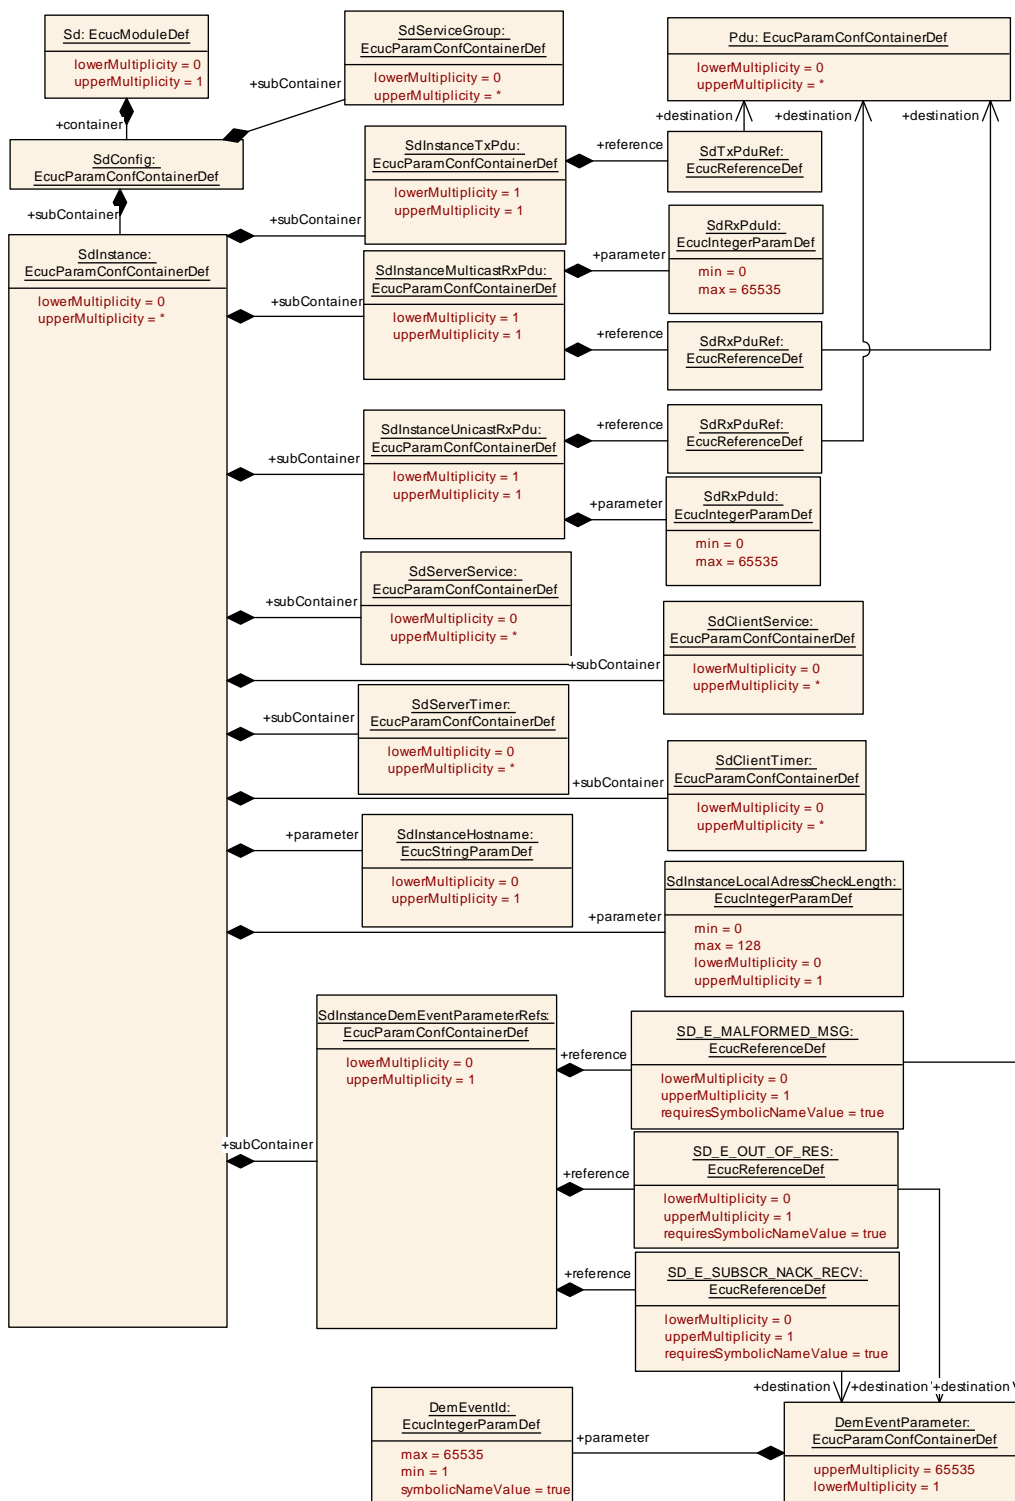 Sd: EcucModuleDef
lowerMultiplicity = 0
upperMultiplicity = 1
SdServiceGroup:
EcucParamConfContainerDef
lowerMultiplicity = 0
upperMultiplicity = *
Pdu: EcucParamConfContainerDef
lowerMultiplicity = 0
upperMultiplicity = *
+subContainer
+container
+destination
+destination
+destination
SdConfig:
EcucParamConfContainerDef
SdInstanceTxPdu:
EcucParamConfContainerDef
lowerMultiplicity = 1
upperMultiplicity = 1
+reference
SdTxPduRef:
EcucReferenceDef
+subContainer
+subContainer
SdInstance:
EcucParamConfContainerDef
lowerMultiplicity = 0
upperMultiplicity = *
SdInstanceMulticastRxPdu:
EcucParamConfContainerDef
lowerMultiplicity = 1
upperMultiplicity = 1
+subContainer
+parameter
SdRxPduId:
EcucIntegerParamDef
min = 0
max = 65535
+reference
SdRxPduRef:
EcucReferenceDef
SdInstanceUnicastRxPdu:
EcucParamConfContainerDef
lowerMultiplicity = 1
upperMultiplicity = 1
+subContainer
+reference
SdRxPduRef:
EcucReferenceDef
+parameter
SdRxPduId:
EcucIntegerParamDef
min = 0
max = 65535
SdServerService:
EcucParamConfContainerDef
lowerMultiplicity = 0
upperMultiplicity = *
+subContainer
SdClientService:
EcucParamConfContainerDef
lowerMultiplicity = 0
upperMultiplicity = *
+subContainer
SdServerTimer:
EcucParamConfContainerDef
lowerMultiplicity = 0
upperMultiplicity = *
+subContainer
SdClientTimer:
EcucParamConfContainerDef
lowerMultiplicity = 0
upperMultiplicity = *
+subContainer
+parameter
SdInstanceHostname:
EcucStringParamDef
lowerMultiplicity = 0
upperMultiplicity = 1
SdInstanceLocalAdressCheckLength:
EcucIntegerParamDef
min = 0
max = 128
lowerMultiplicity = 0
upperMultiplicity = 1
+parameter
SdInstanceDemEventParameterRefs:
EcucParamConfContainerDef
lowerMultiplicity = 0
upperMultiplicity = 1
+subContainer
+reference
SD_E_MALFORMED_MSG:
EcucReferenceDef
lowerMultiplicity = 0
upperMultiplicity = 1
requiresSymbolicNameValue = true
+reference
SD_E_OUT_OF_RES:
EcucReferenceDef
lowerMultiplicity = 0
upperMultiplicity = 1
requiresSymbolicNameValue = true
+reference
SD_E_SUBSCR_NACK_RECV:
EcucReferenceDef
lowerMultiplicity = 0
upperMultiplicity = 1
requiresSymbolicNameValue = true
+destination
+destination
+destination
DemEventId:
EcucIntegerParamDef
max = 65535
min = 1
symbolicNameValue = true
+parameter
DemEventParameter:
EcucParamConfContainerDef
upperMultiplicity = 65535
lowerMultiplicity = 1